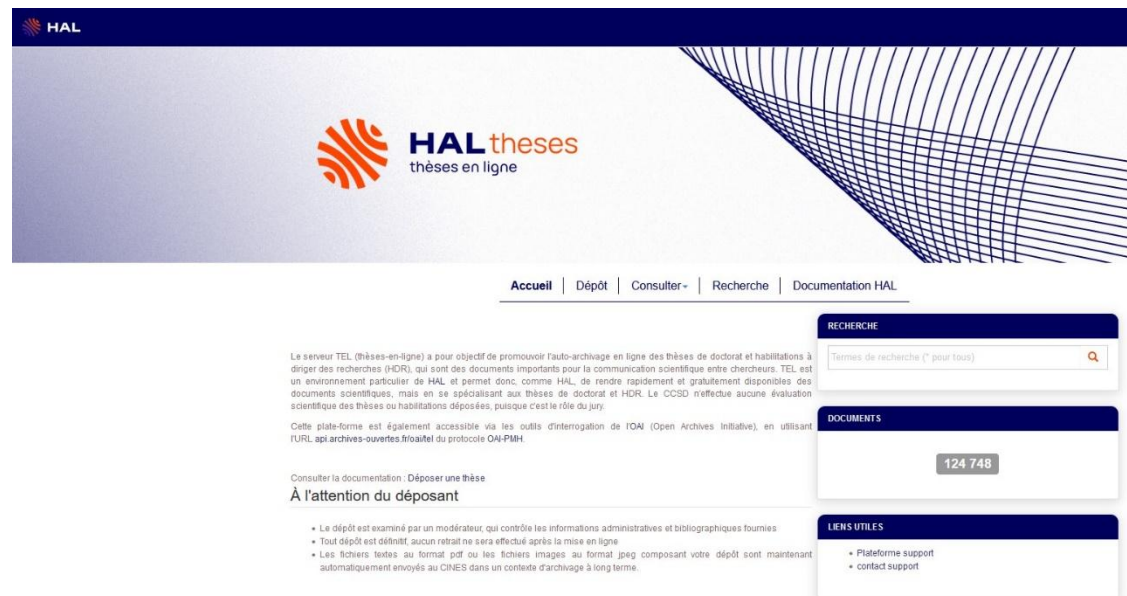 HAL
HAL theses
thèses en ligne
Accueil
Dépôt
Consulter
Recherche
Documentation HAL
Le serveur TEL (thèses-en-ligne) a pour objectif de promouvoir l'auto-archivage en ligne des thèses de doctorat et habilitations à
diriger des recherches (HDR), qui sont des documents importants pour la communication scientifique entre chercheurs. TEL est
un environnement particulier de HAL et permet donc, comme HAL, de rendre rapidement et gratuitement disponibles des
documents scientifiques, mais en se spécialisant aux thèses de doctorat et HDR. Le CCSD n'effectue aucune évaluation
scientifique des thèses ou habilitations déposées, puisque c'est le rôle du jury.
Cette plate-forme est également accessible via les outils d'interrogation de l'OAI (Open Archives Initiative), en utilisant
l'URL api.archives-ouvertes.fr/oai/tel du protocole OAI-PMH.
Consulter la documentation : Déposer une thèse
À l'attention du déposant
• Le dépôt est examiné par un modérateur, qui contrôle les informations administratives et bibliographiques fournies
• Tout dépôt est définitif, aucun retrait ne sera effectué après la mise en ligne
• Les fichiers textes au format pdf ou les fichiers images au format jpeg composant votre dépôt sont maintenant
automatiquement envoyés au CINES dans un contexte d'archivage à long terme.
RECHERCHE
Termes de recherche (* pour tous)
DOCUMENTS
124 748
LIENS UTILES
• Plateforme support
• contact support